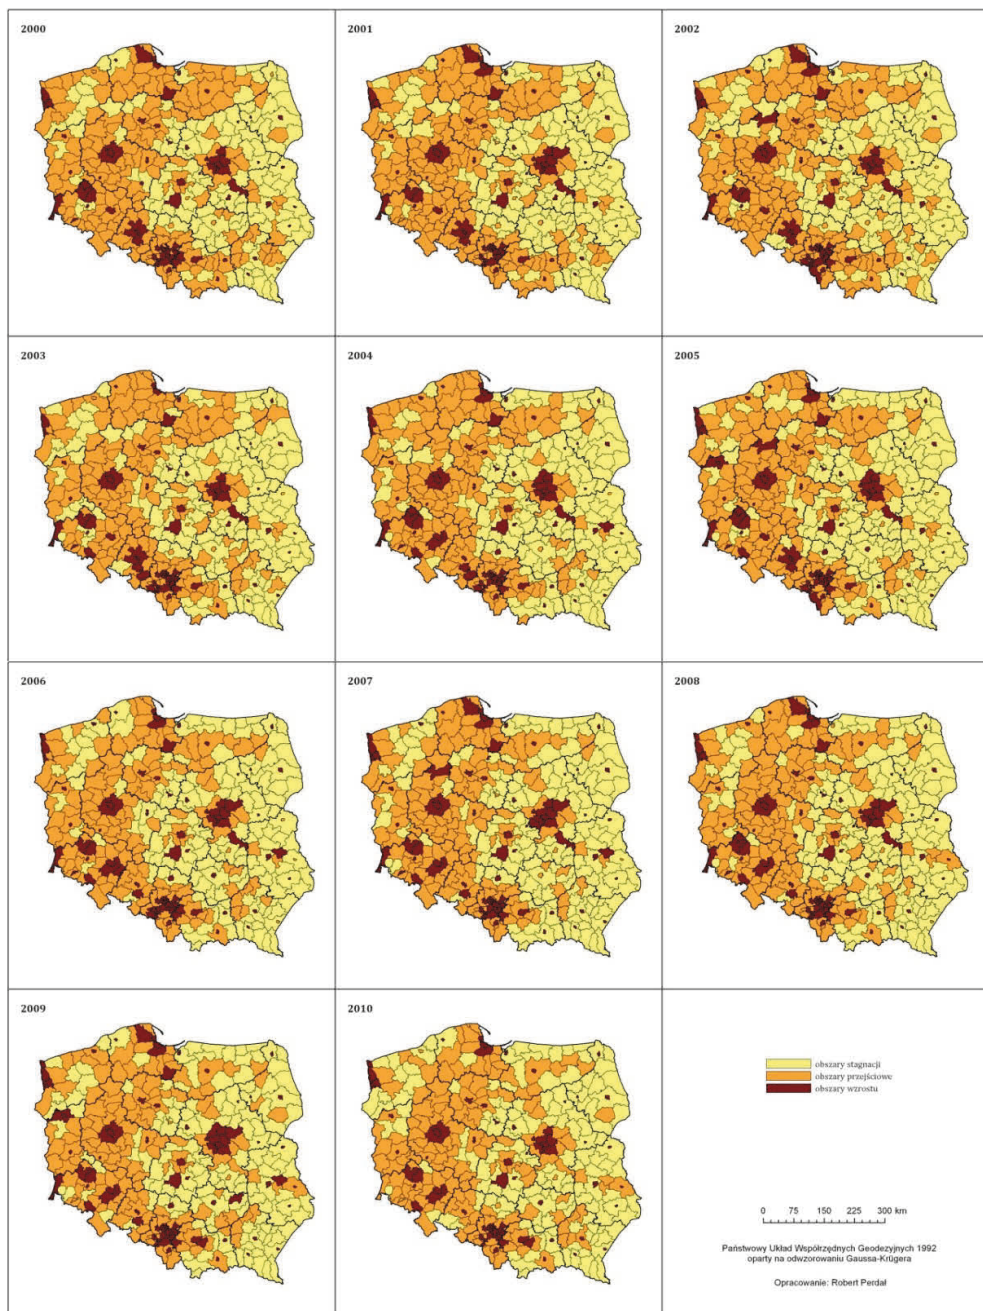 2000
2001
2002
2003
2004
2005
2006
2007
2008
2009
2010
obszary stagnacji
obszary przejściowe
obszary wzrostu
0 75 150 225 300 km
Państwowy Układ Współrzędnych Geodezyjnych 1992
oparty na odwzorowaniu Gaussa-Krügera
Opracowanie: Robert Perdał